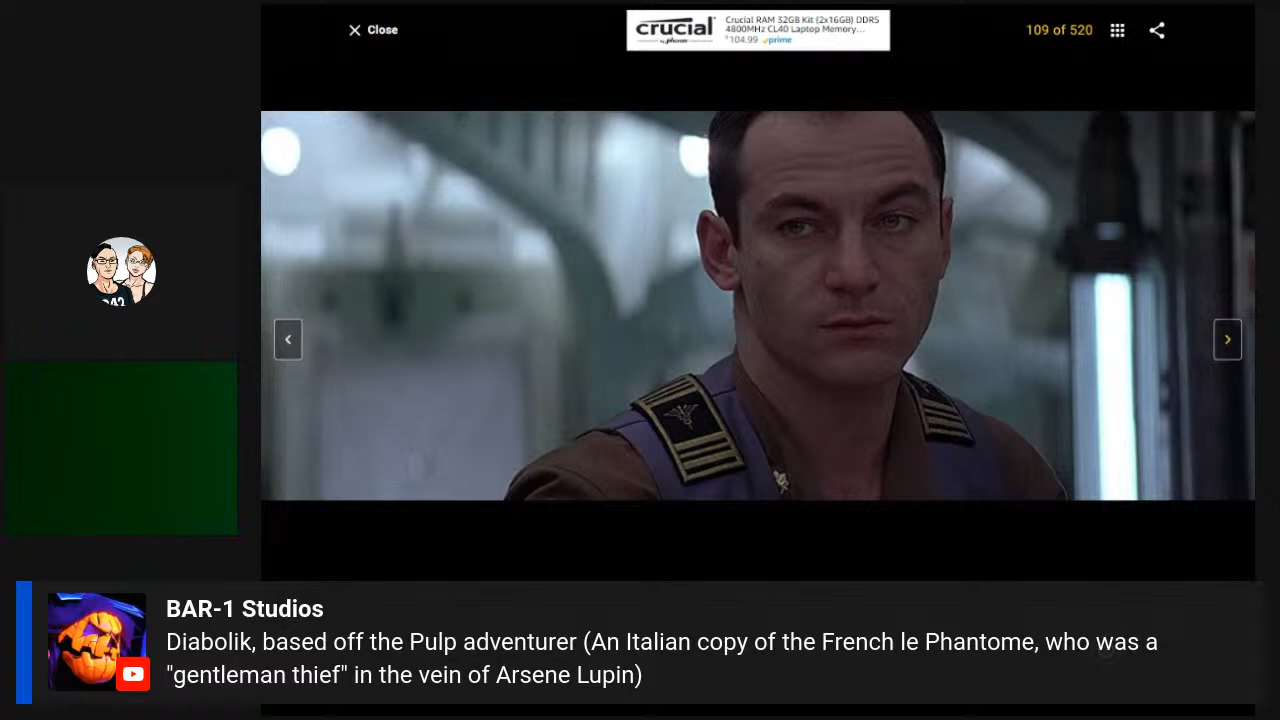 Close
crucial
by Micron
Crucial RAM 32GB Kit (2x16GB) DDR5
4800MHz CL40 Laptop Memory...
$104.99 prime
109 of 520
BAR-1 Studios
Diabolik, based off the Pulp adventurer (An Italian copy of the French le Phantome, who was a
"gentleman thief" in the vein of Arsene Lupin)